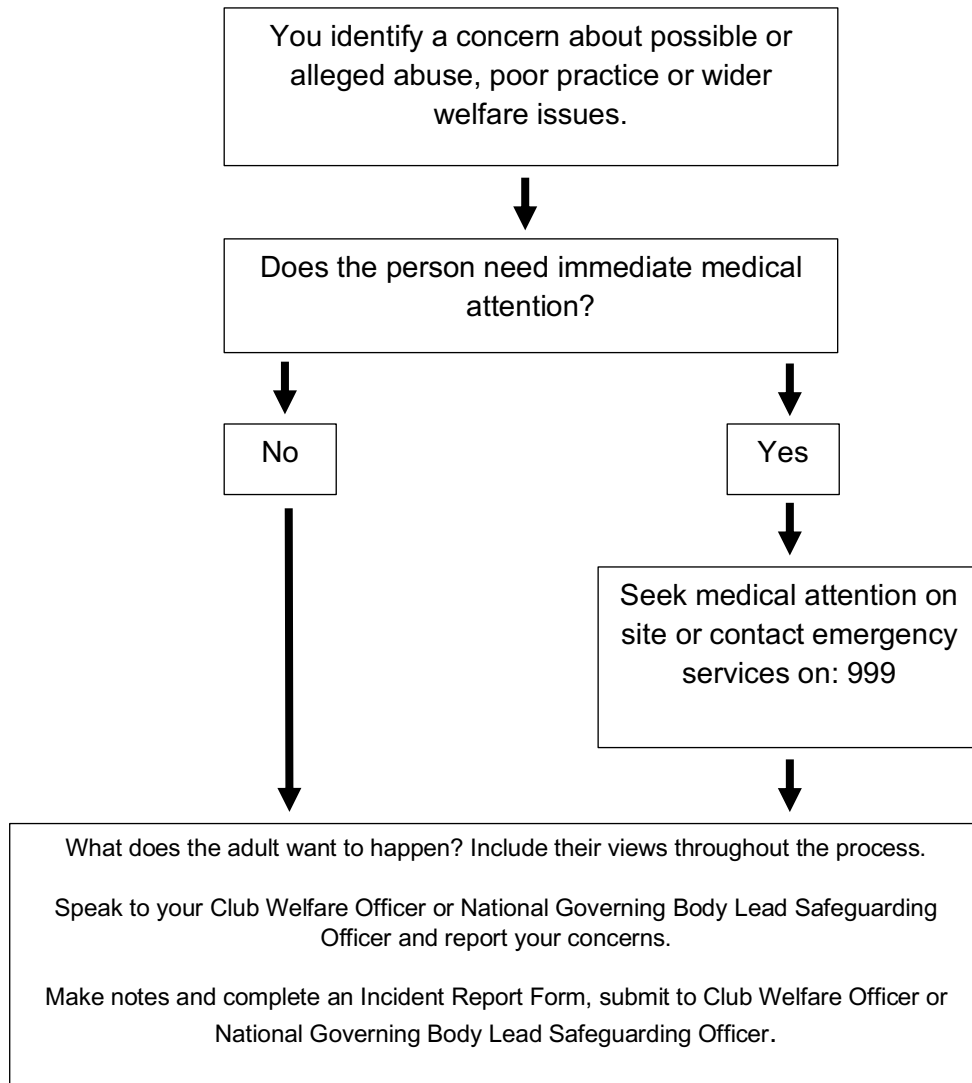 You identify a concern about possible or
alleged abuse, poor practice or wider
welfare issues.
Does the person need immediate medical
attention?
No
Yes
Seek medical attention on
site or contact emergency
services on: 999
What does the adult want to happen? Include their views throughout the process.
Speak to your Club Welfare Officer or National Governing Body Lead Safeguarding
Officer and report your concerns.
Make notes and complete an Incident Report Form, submit to Club Welfare Officer or
National Governing Body Lead Safeguarding Officer.